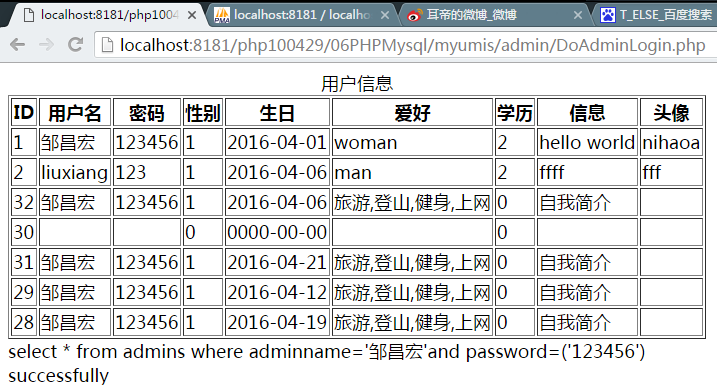 localhost:8181/php1004 localhost:8181 / localho 耳帝的微博_微博 T_ELSE_百度搜索
localhost:8181/php100429/06PHPMysql/myumis/admin/DoAdminLogin.php
用户信息
ID 用户名 密码 性别 生日 爱好 学历 信息 头像
1 邹昌宏 123456 1 2016-04-01 woman 2 hello world nihaoa
2 liuxiang 123 1 2016-04-06 man 2 ffff fff
32 邹昌宏 123456 1 2016-04-06 旅游,登山,健身,上网 0 自我简介
30 0 0000-00-00 0
31 邹昌宏 123456 1 2016-04-21 旅游,登山,健身,上网 0 自我简介
29 邹昌宏 123456 1 2016-04-12 旅游,登山,健身,上网 0 自我简介
28 邹昌宏 123456 1 2016-04-19 旅游,登山,健身,上网 0 自我简介
select * from admins where adminname='邹昌宏'and password=('123456')
successfully